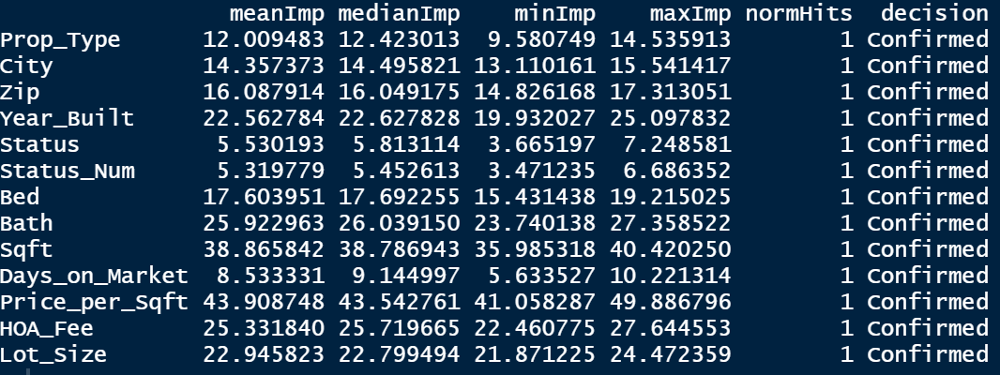 meanImp medianImp minImp maxImp normHits decision
Prop_Type 12.009483 12.423013 9.580749 14.535913 1 Confirmed
City 14.357373 14.495821 13.110161 15.541417 1 Confirmed
Zip 16.087914 16.049175 14.826168 17.313051 1 Confirmed
Year_Built 22.562784 22.627828 19.932027 25.097832 1 Confirmed
Status 5.530193 5.813114 3.665197 7.248581 1 Confirmed
Status_Num 5.319779 5.452613 3.471235 6.686352 1 Confirmed
Bed 17.603951 17.692255 15.431438 19.215025 1 Confirmed
Bath 25.922963 26.039150 23.740138 27.358522 1 Confirmed
Sqft 38.865842 38.786943 35.985318 40.420250 1 Confirmed
Days_on_Market 8.533331 9.144997 5.633527 10.221314 1 Confirmed
Price_per_Sqft 43.908748 43.542761 41.058287 49.886796 1 Confirmed
HOA_Fee 25.331840 25.719665 22.460775 27.644553 1 Confirmed
Lot_Size 22.945823 22.799494 21.871225 24.472359 1 Confirmed